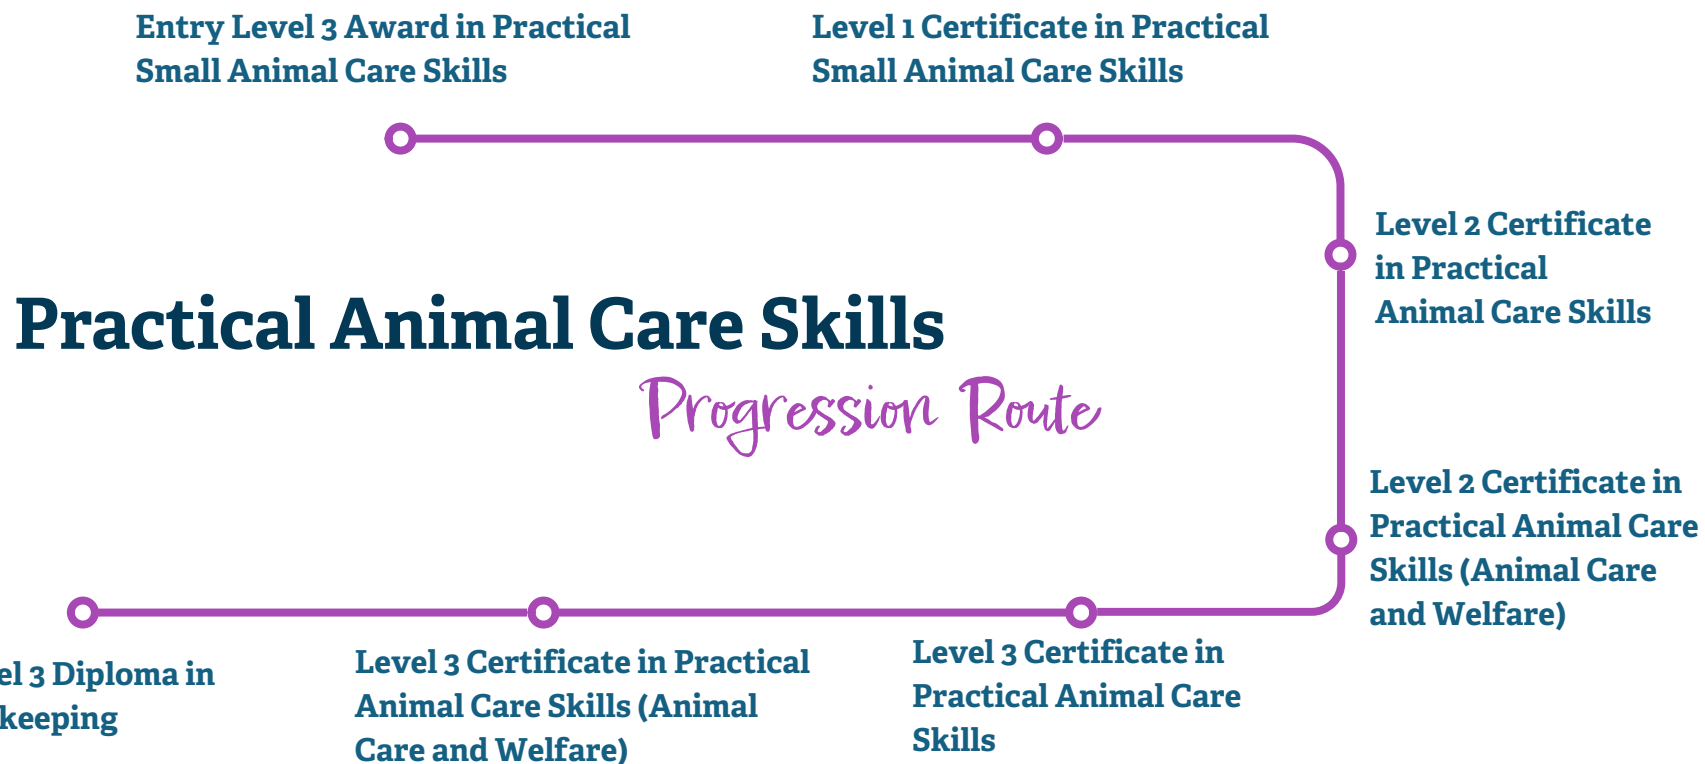 Entry Level 3 Award in Practical
Small Animal Care Skills
Level 1 Certificate in Practical
Small Animal Care Skills
Level 2 Certificate
in Practical
Animal Care Skills
Practical Animal Care Skills
Progression Route
Level 2 Certificate in
Practical Animal Care
Skills (Animal Care
and Welfare)
Level 3 Certificate in
Practical Animal Care
Skills
Level 3 Certificate in Practical
Animal Care Skills (Animal
Care and Welfare)
el 3 Diploma in
keeping